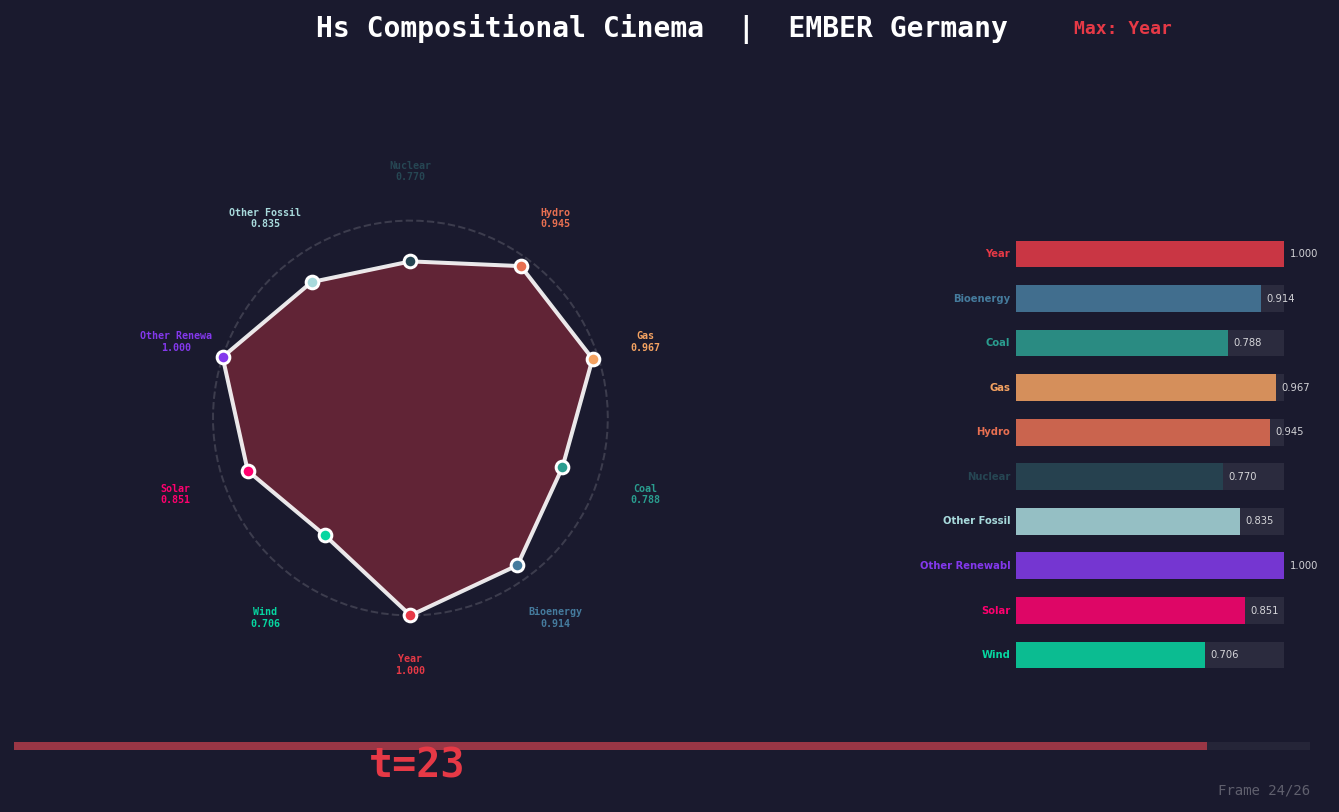 Hs Compositional Cinema | EMBER Germany
Max: Year
Nuclear
0.770
Other Fossil
0.835
Hydro
0.945
Other Renewa
1.000
Gas
0.967
Solar
0.851
Coal
0.788
Wind
0.706
Bioenergy
0.914
Year
1.000
Year 1.000
Bioenergy 0.914
Coal 0.788
Gas 0.967
Hydro 0.945
Nuclear 0.770
Other Fossil 0.835
Other Renewabl 1.000
Solar 0.851
Wind 0.706
t=23
Frame 24/26